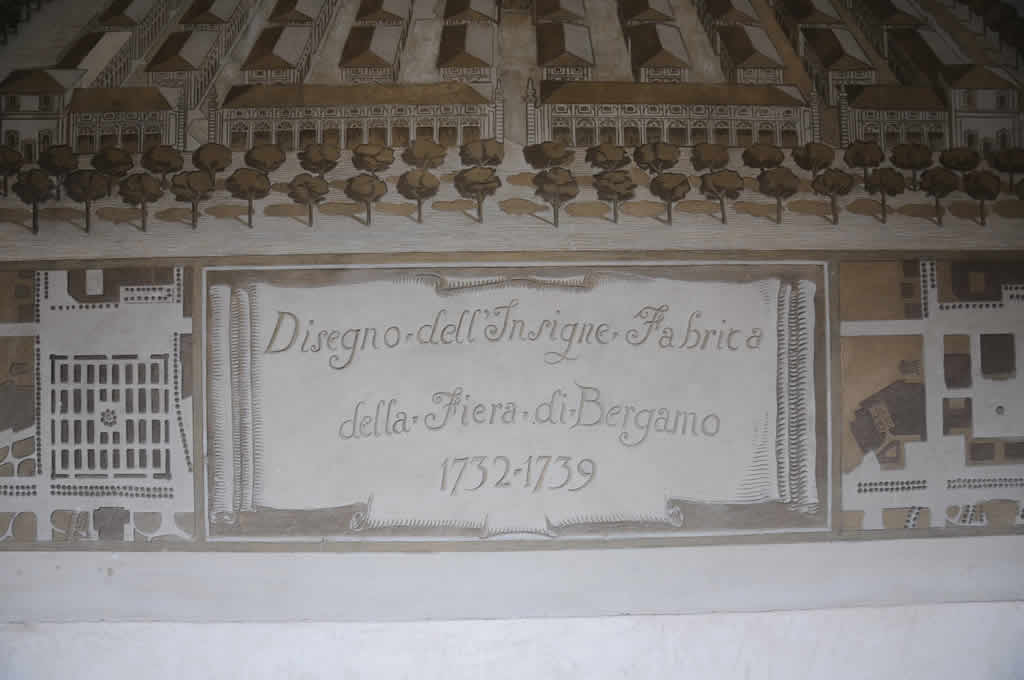 Disegno·dell'Insigne·Fabrica
della·Fiera·di·Bergamo
1732-1739